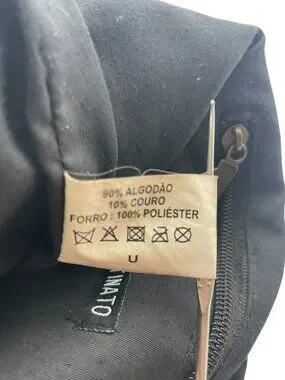 90% ALGODÃO
10% COURO
FORRO : 100% POLIÉSTER
U